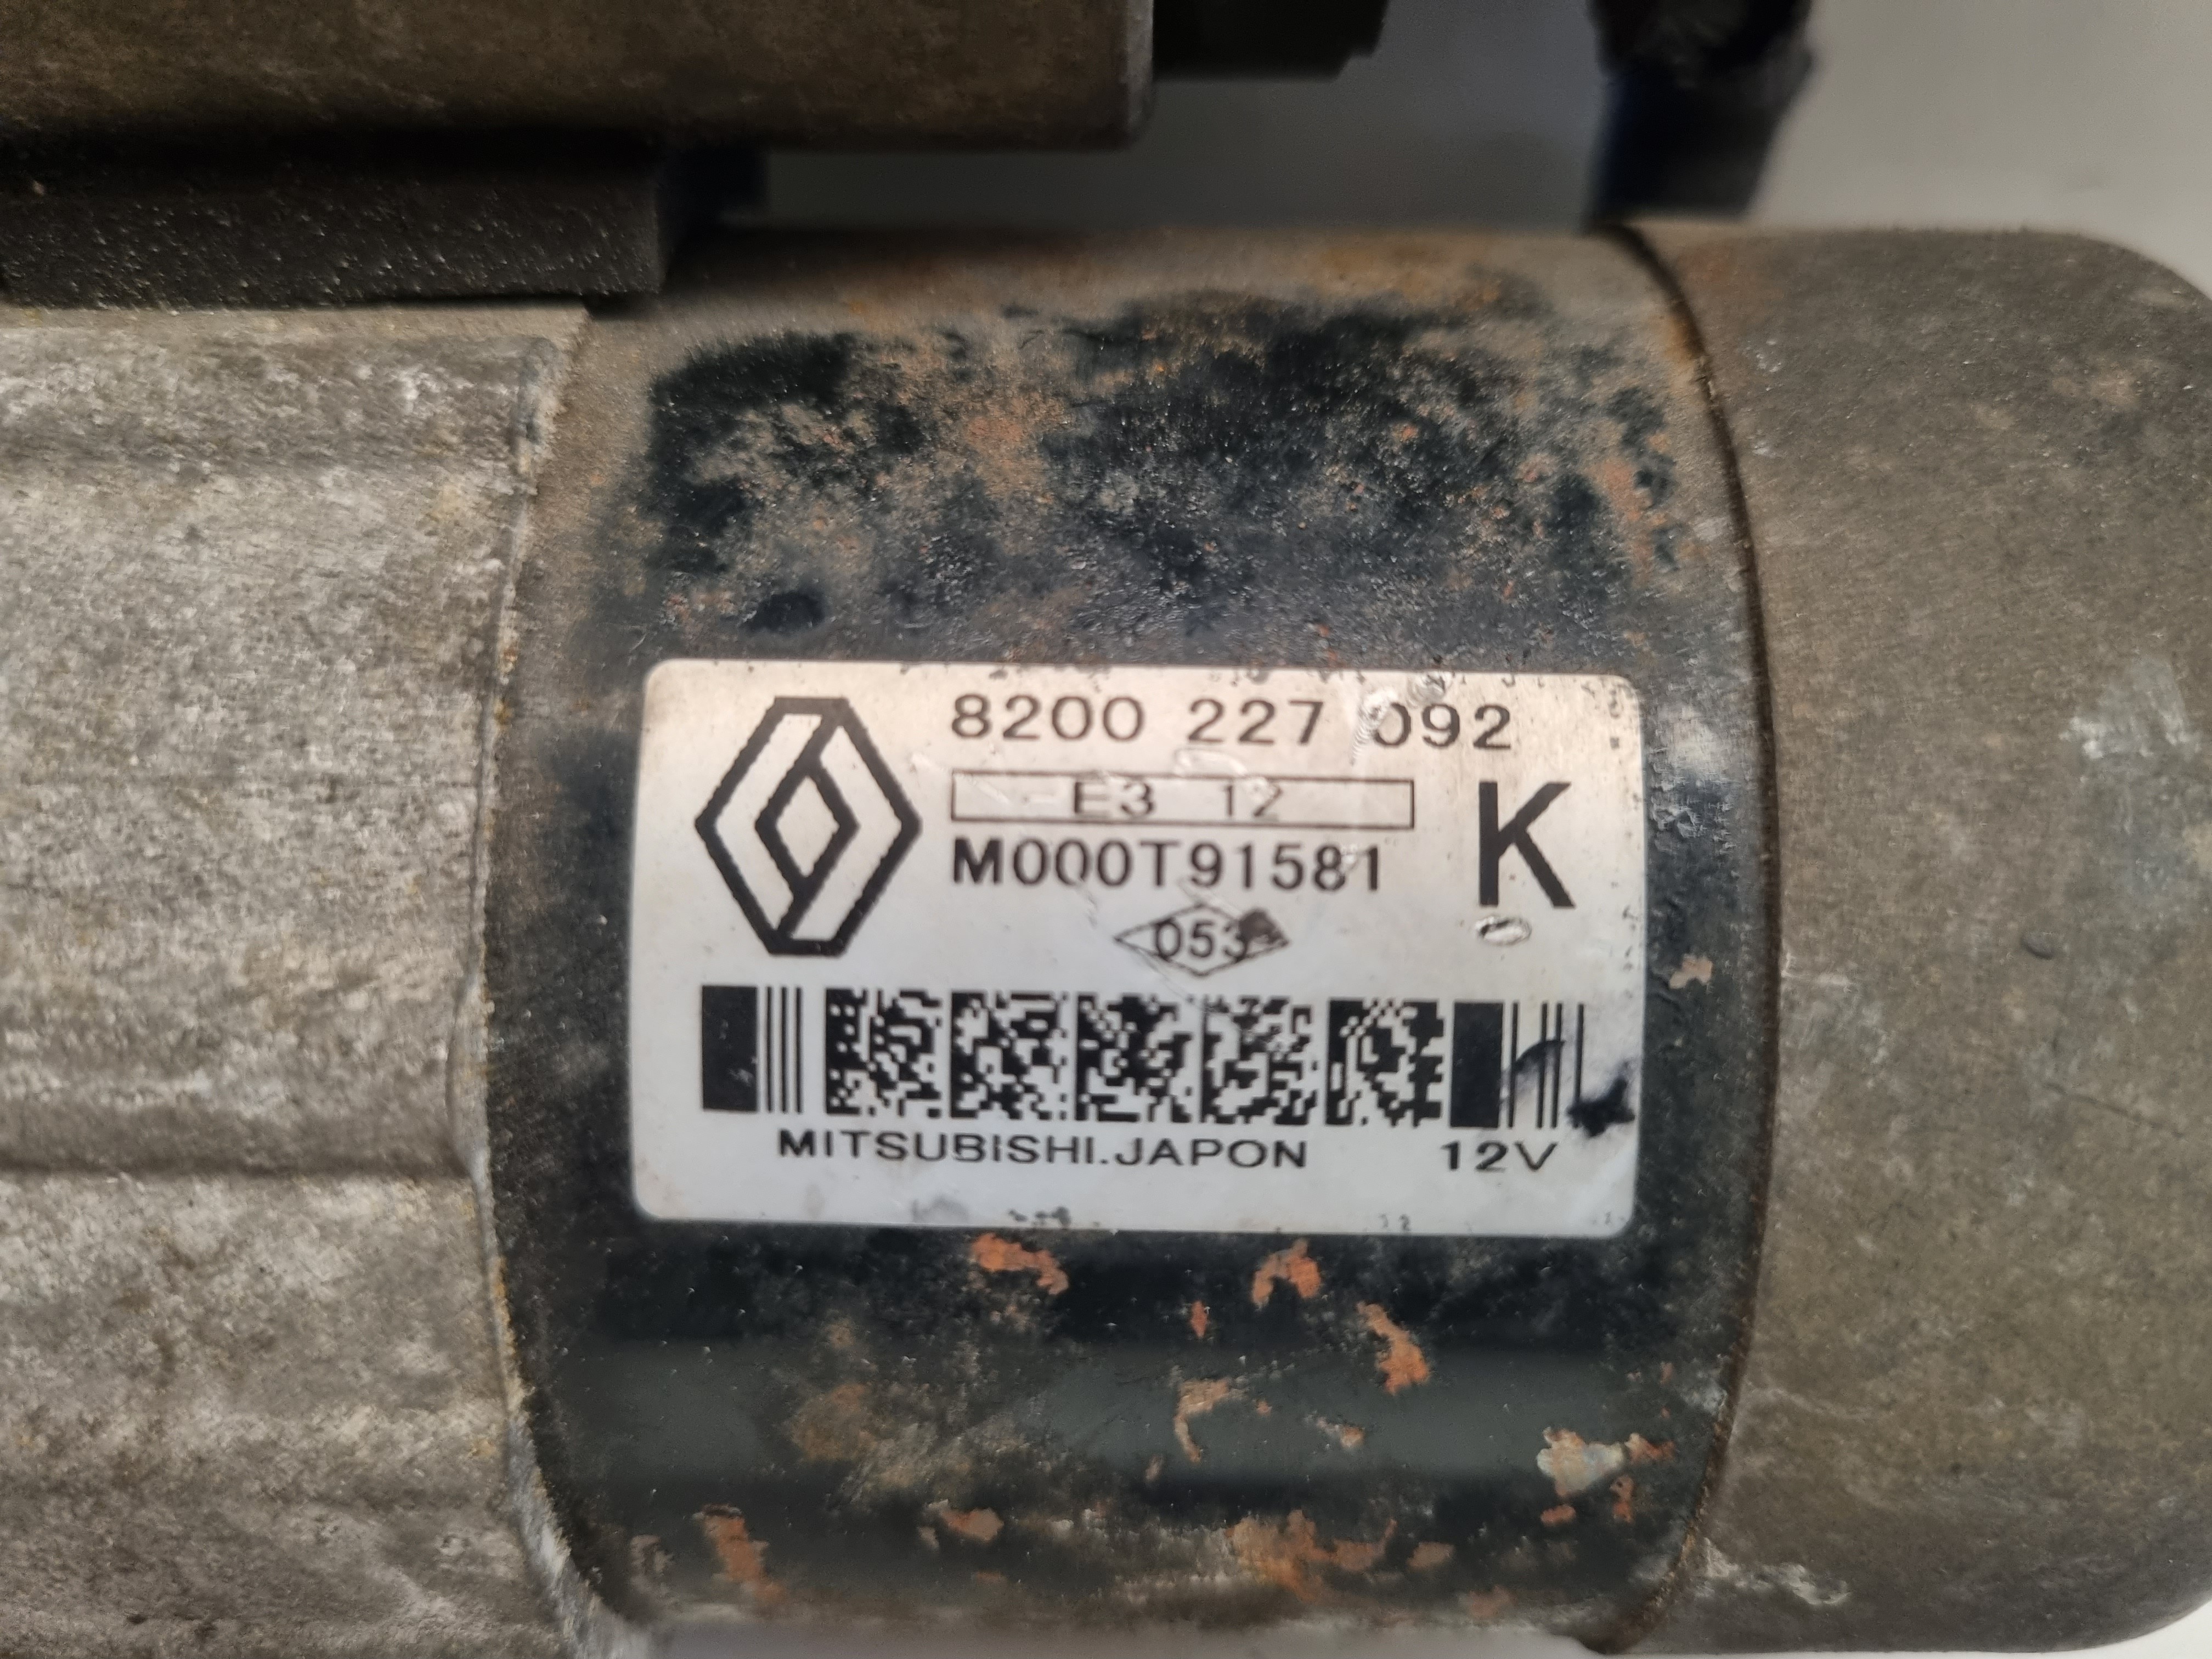 8200 227 092
E3 12
K
M000T91581
053
MITSUBISHI.JAPON 12V